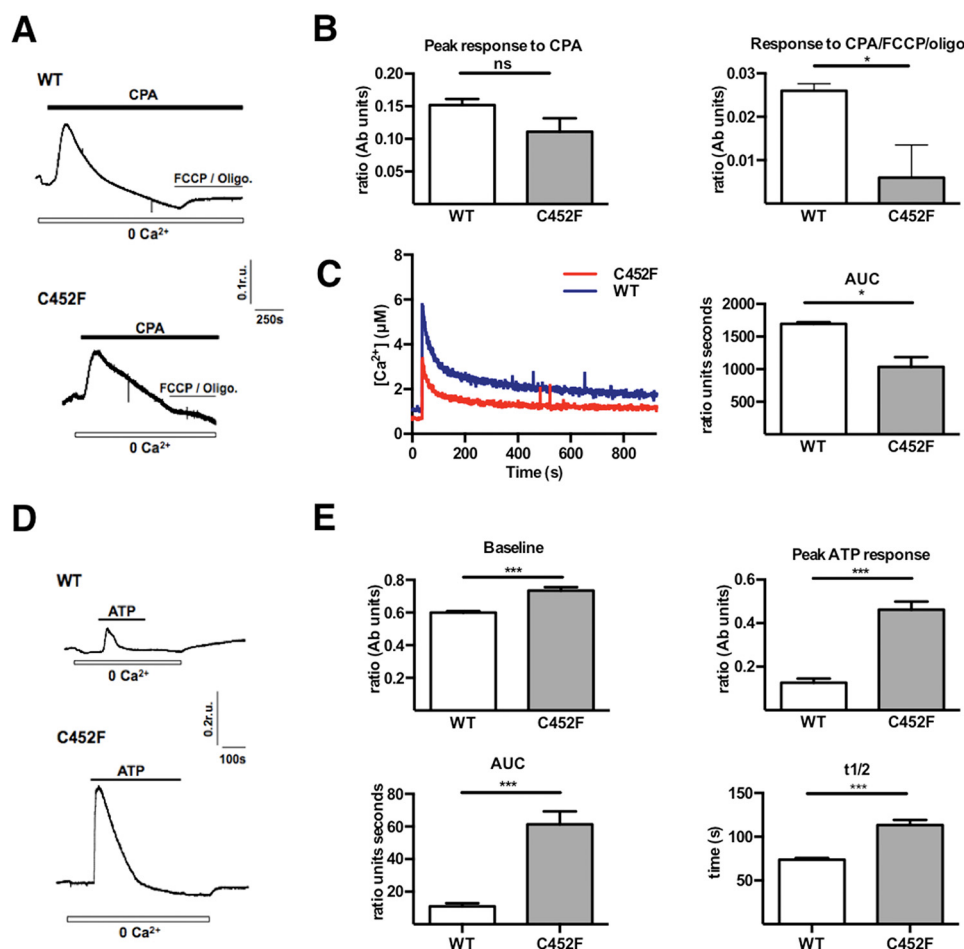 A
WT
CPA
FCCP / Oligo.
0 Ca²⁺
0.1r.u.
250s
C452F
CPA
FCCP / Oligo.
0 Ca²⁺
B
Peak response to CPA
ns
0.20
0.15
0.10
0.05
ratio (Ab units)
WT
C452F
Response to CPA/FCCP/oligo
*
0.03
0.02
0.01
ratio (Ab units)
WT
C452F
C
C452F
WT
8
6
4
2
0
[Ca²⁺] (µM)
0
200
400
600
800
Time (s)
AUC
*
2000
1500
1000
500
ratio units seconds
WT
C452F
D
WT
ATP
0 Ca²⁺
0.2r.u.
100s
C452F
ATP
0 Ca²⁺
E
Baseline
***
0.8
0.6
0.4
0.2
ratio (Ab units)
WT
C452F
Peak ATP response
***
0.6
0.4
0.2
ratio (Ab units)
WT
C452F
AUC
***
80
60
40
20
ratio units seconds
WT
C452F
t1/2
***
150
100
50
time (s)
WT
C452F